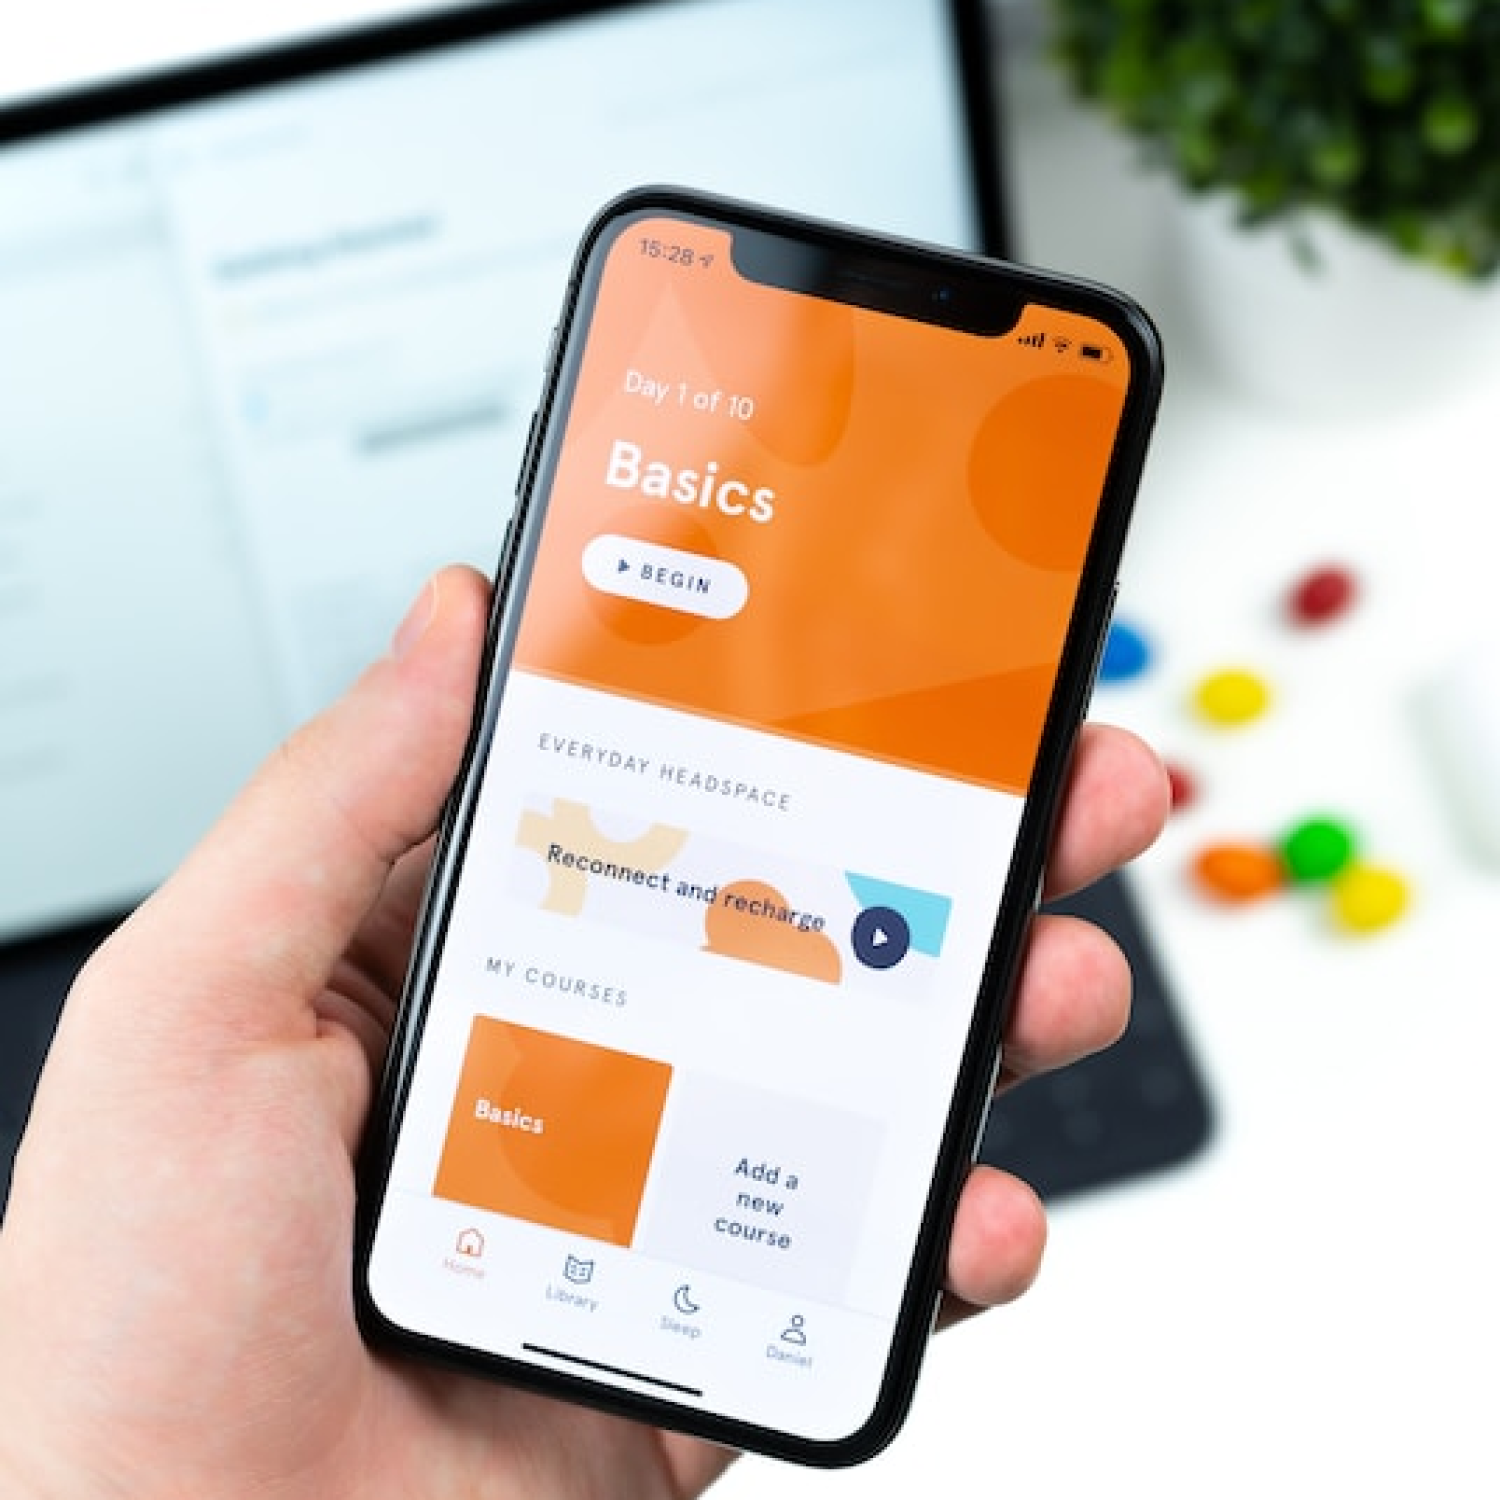 15:28
Day 1 of 10
Basics
BEGIN
EVERYDAY HEADSPACE
Reconnect and recharge
MY COURSES
Basics
Add a
new
course
Home
Library
Sleep
Daniel